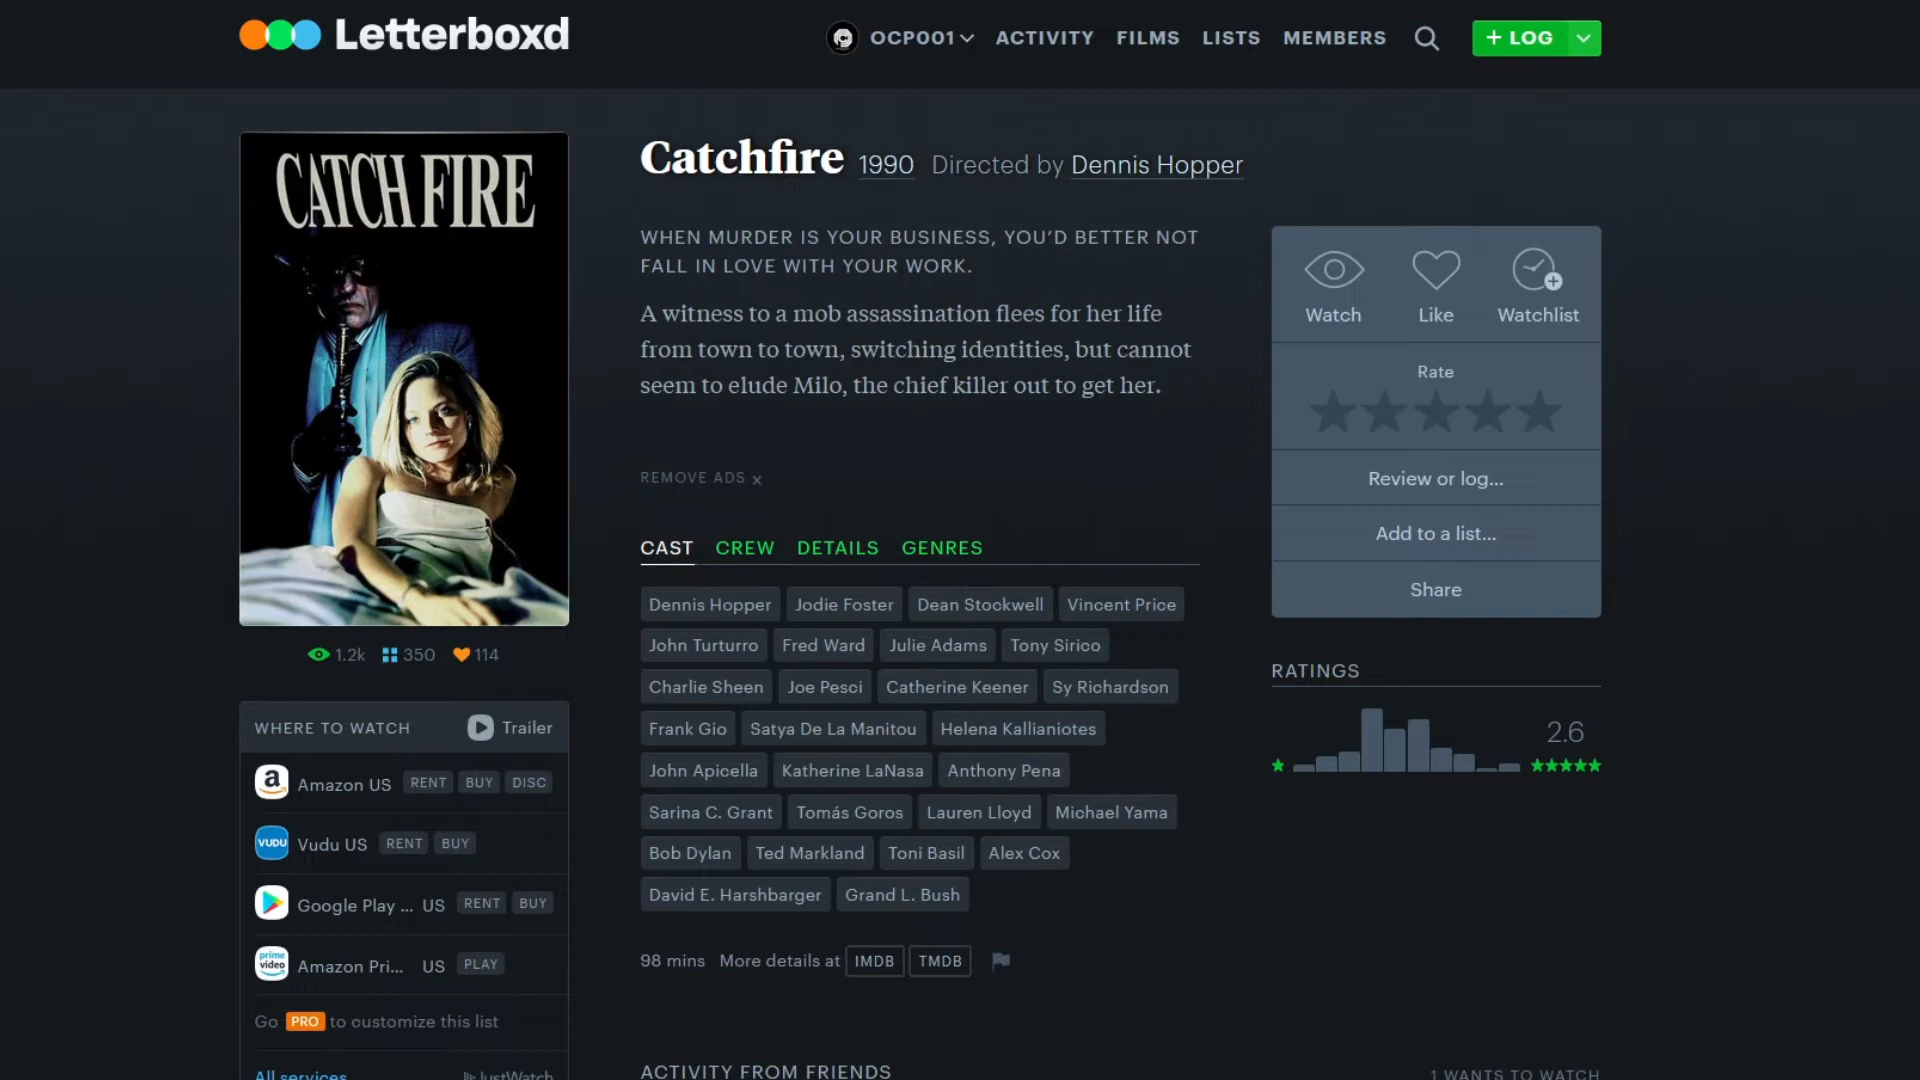 Letterboxd
OCP001 ACTIVITY FILMS LISTS MEMBERS + LOG
CATCH FIRE
Catchfire 1990 Directed by Dennis Hopper
WHEN MURDER IS YOUR BUSINESS, YOU'D BETTER NOT
FALL IN LOVE WITH YOUR WORK.
A witness to a mob assassination flees for her life
from town to town, switching identities, but cannot
seem to elude Milo, the chief killer out to get her.
REMOVE ADS x
CAST CREW DETAILS GENRES
Dennis Hopper Jodie Foster Dean Stockwell Vincent Price
John Turturro Fred Ward Julie Adams Tony Sirico
Charlie Sheen Joe Pesci Catherine Keener Sy Richardson
Frank Gio Satya De La Manitou Helena Kallianiotes
John Apicella Katherine LaNasa Anthony Pena
Sarina C. Grant Tomás Goros Lauren Lloyd Michael Yama
Bob Dylan Ted Markland Toni Basil Alex Cox
David E. Harshbarger Grand L. Bush
98 mins More details at IMDB TMDB
ACTIVITY FROM FRIENDS
1 WANTS TO WATCH
Watch Like Watchlist
Rate
Review or log...
Add to a list...
Share
RATINGS
2.6
1.2k 350 114
WHERE TO WATCH Trailer
a Amazon US RENT BUY DISC
VUDU Vudu US RENT BUY
Google Play ... US RENT BUY
prime video Amazon Pri... US PLAY
Go PRO to customize this list
All services JustWatch